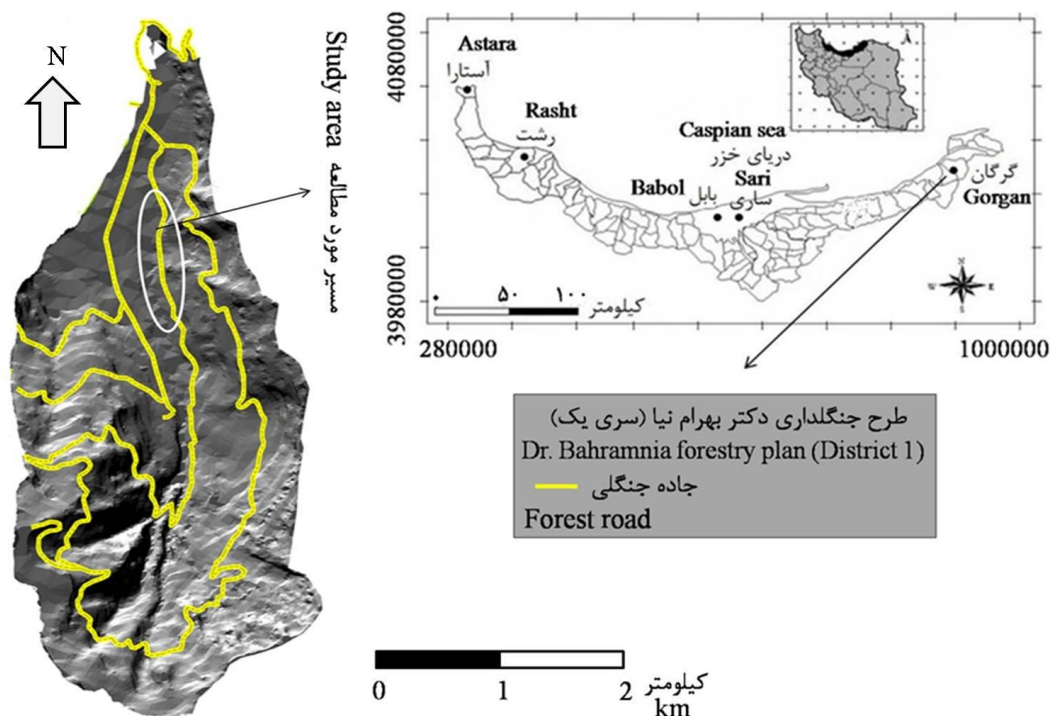 N
Study area
مسیر مورد مطالعه
4080000
3980000
280000
1000000
Astara
آستارا
Rasht
رشت
Caspian sea
دریای خزر
Babol
بابل
Sari
ساری
گرگان
Gorgan
۵۰
۱۰۰
کیلومتر
N
W
E
S
طرح جنگلداری دکتر بهرام نیا (سری یک)
Dr. Bahramnia forestry plan (District 1)
جاده جنگلی
Forest road
0
1
2
کیلومتر
km